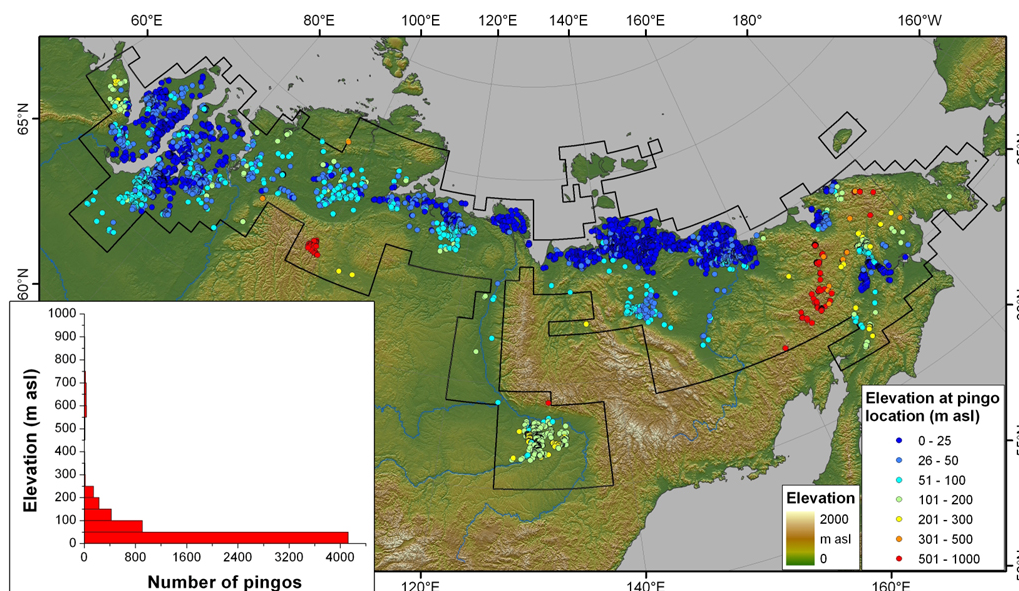 60°E 80°E 100°E 120°E 140°E 160°E 180° 160°W
65°N
60°N
1000
900
800
700
600
500
400
300
200
100
0
Elevation (m asl)
0 800 1600 2400 3200 4000
Number of pingos
Elevation
2000
m asl
0
Elevation at pingo
location (m asl)
0 - 25
26 - 50
51 - 100
101 - 200
201 - 300
301 - 500
501 - 1000
120°E 140°E 160°E